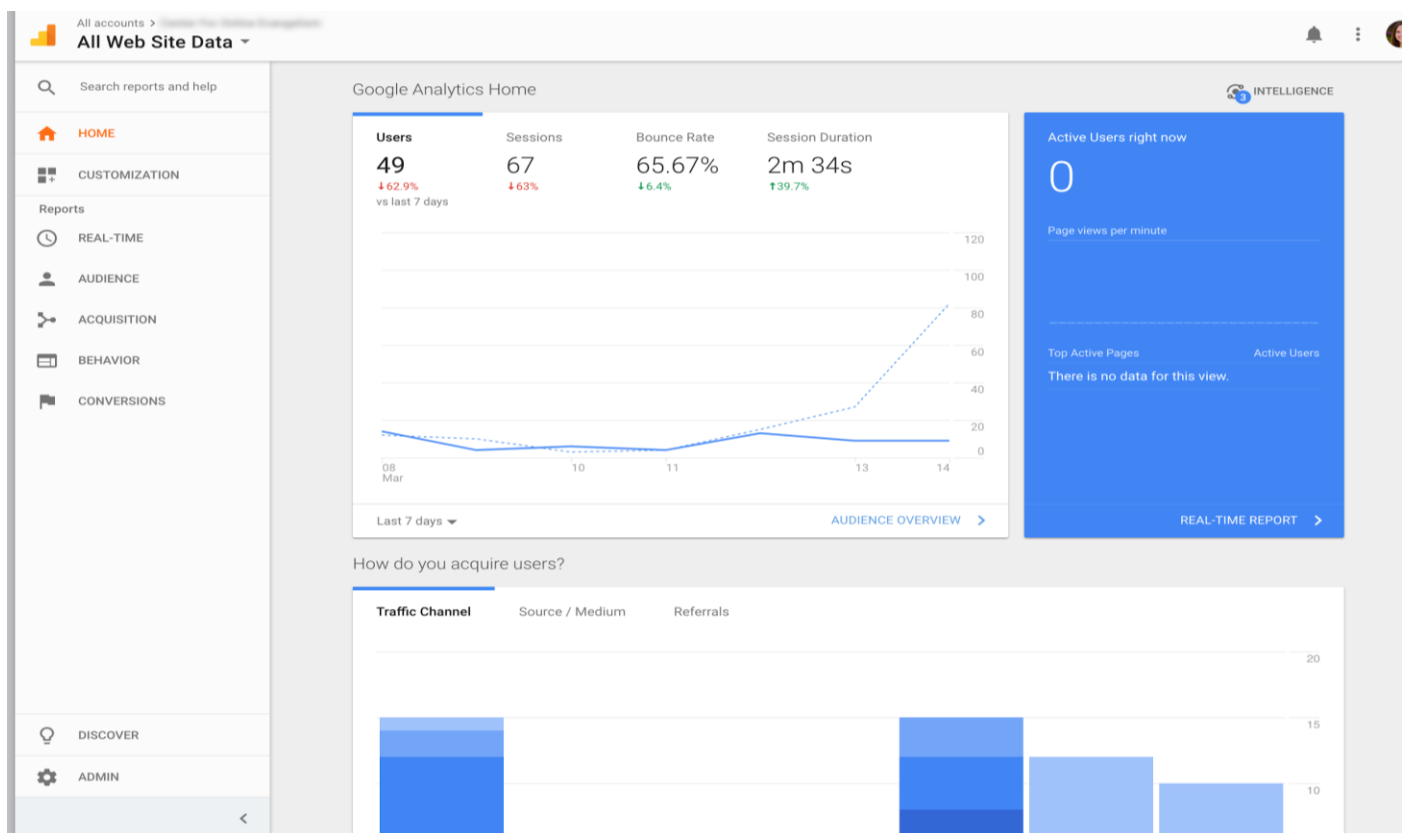 All accounts >
All Web Site Data
Search reports and help
HOME
CUSTOMIZATION
Reports
REAL-TIME
AUDIENCE
ACQUISITION
BEHAVIOR
CONVERSIONS
DISCOVER
ADMIN
<
Google Analytics Home
3 INTELLIGENCE
Users Sessions Bounce Rate Session Duration
49 67 65.67% 2m 34s
↓62.9% ↓63% ↓6.4% ↑39.7%
vs last 7 days
120
100
80
60
40
20
0
08 10 11 13 14
Mar
Last 7 days AUDIENCE OVERVIEW >
Active Users right now
0
Page views per minute
Top Active Pages Active Users
There is no data for this view.
REAL-TIME REPORT >
How do you acquire users?
Traffic Channel Source / Medium Referrals
20
15
10